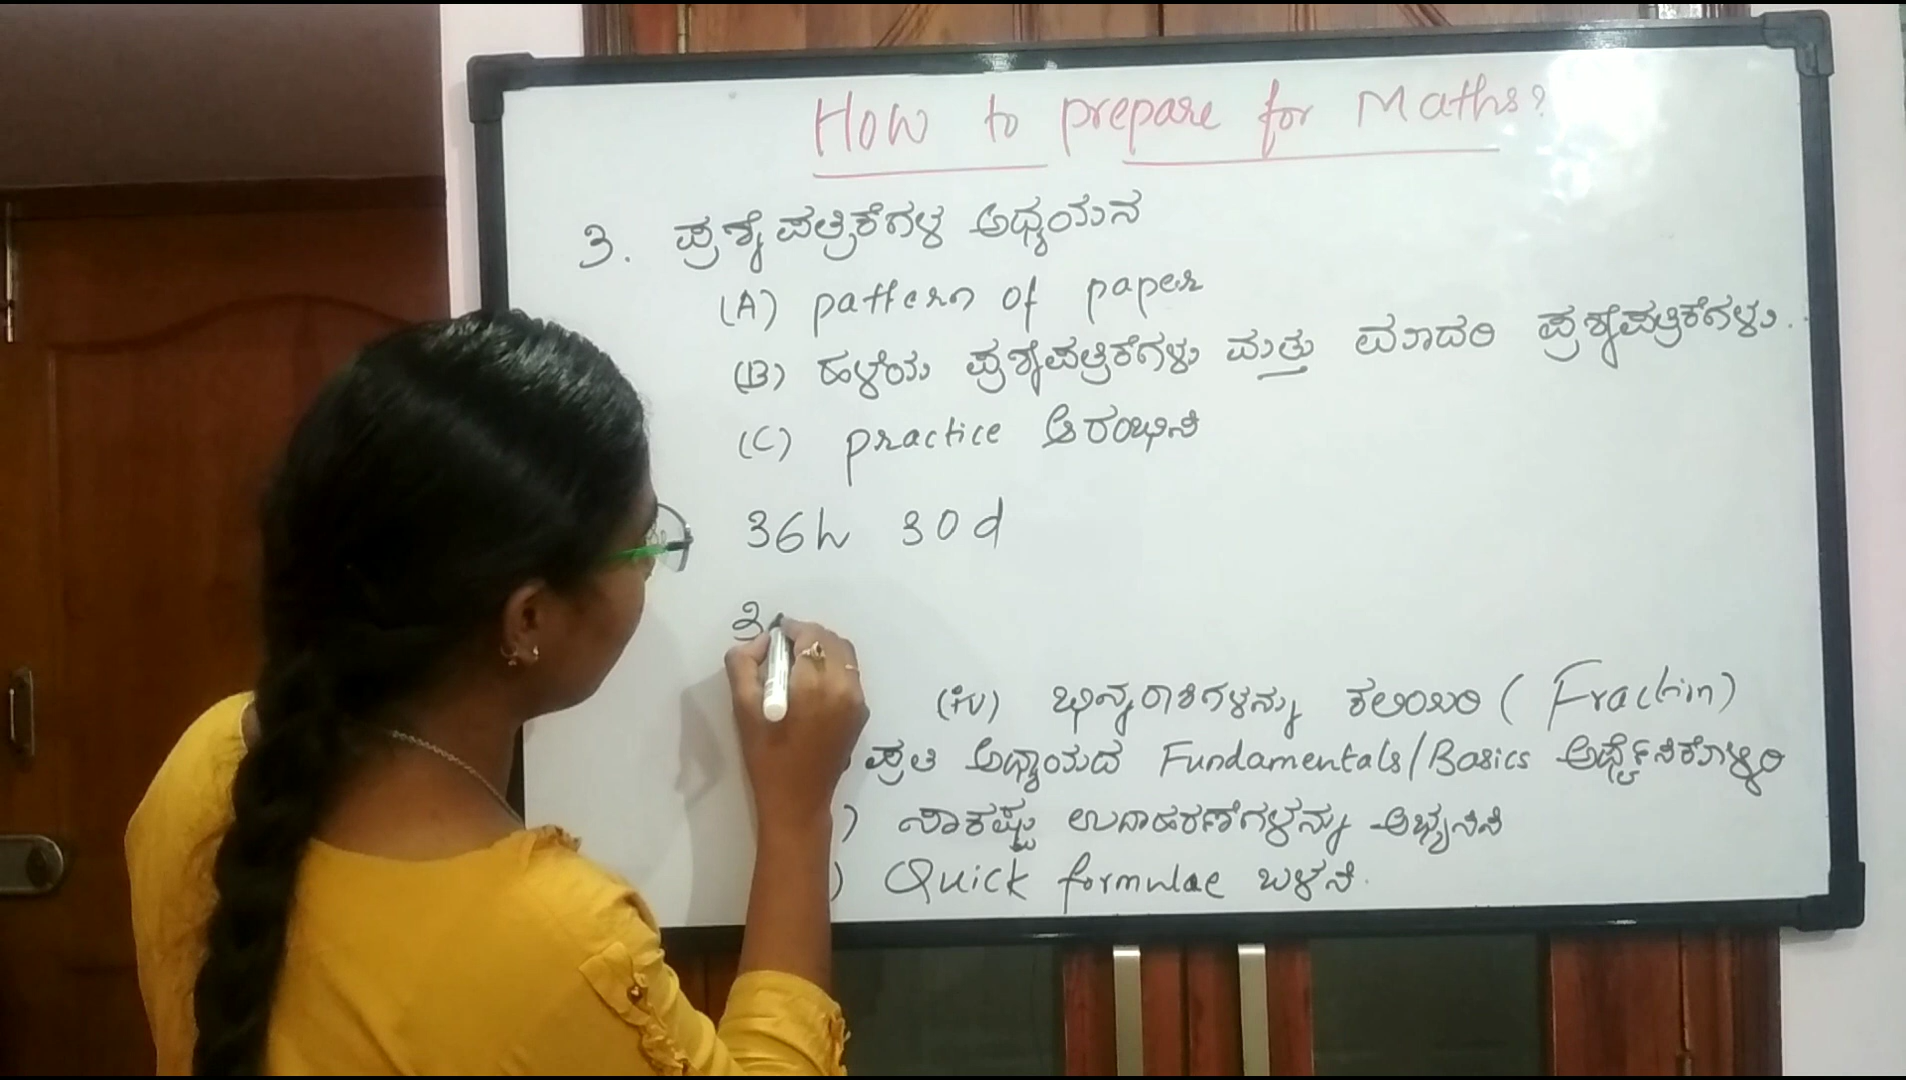 How to prepare for Maths?
3. ಪ್ರಶ್ನೆ ಪತ್ರಿಕೆಗಳ ಅಧ್ಯಯನ
(A) pattern of paper
(B) ಹಳೆಯ ಪ್ರಶ್ನೆಪತ್ರಿಕೆಗಳು ಮತ್ತು ಮಾದರಿ ಪ್ರಶ್ನೆಪತ್ರಿಕೆಗಳು.
(C) practice ಆರಂಭಿಸಿ
36h 30d
(iv) ಭಿನ್ನರಾಶಿಗಳನ್ನು ಕಲಿಯಿರಿ (Fraction)
ಪ್ರತಿ ಅಧ್ಯಾಯದ Fundamentals/Basics ಅರ್ಥೈಸಿಕೊಳ್ಳಿರಿ
) ಸಾಕಷ್ಟು ಉದಾಹರಣೆಗಳನ್ನು ಅಭ್ಯಸಿಸಿ
) Quick formulae ಬಳಸಿ.